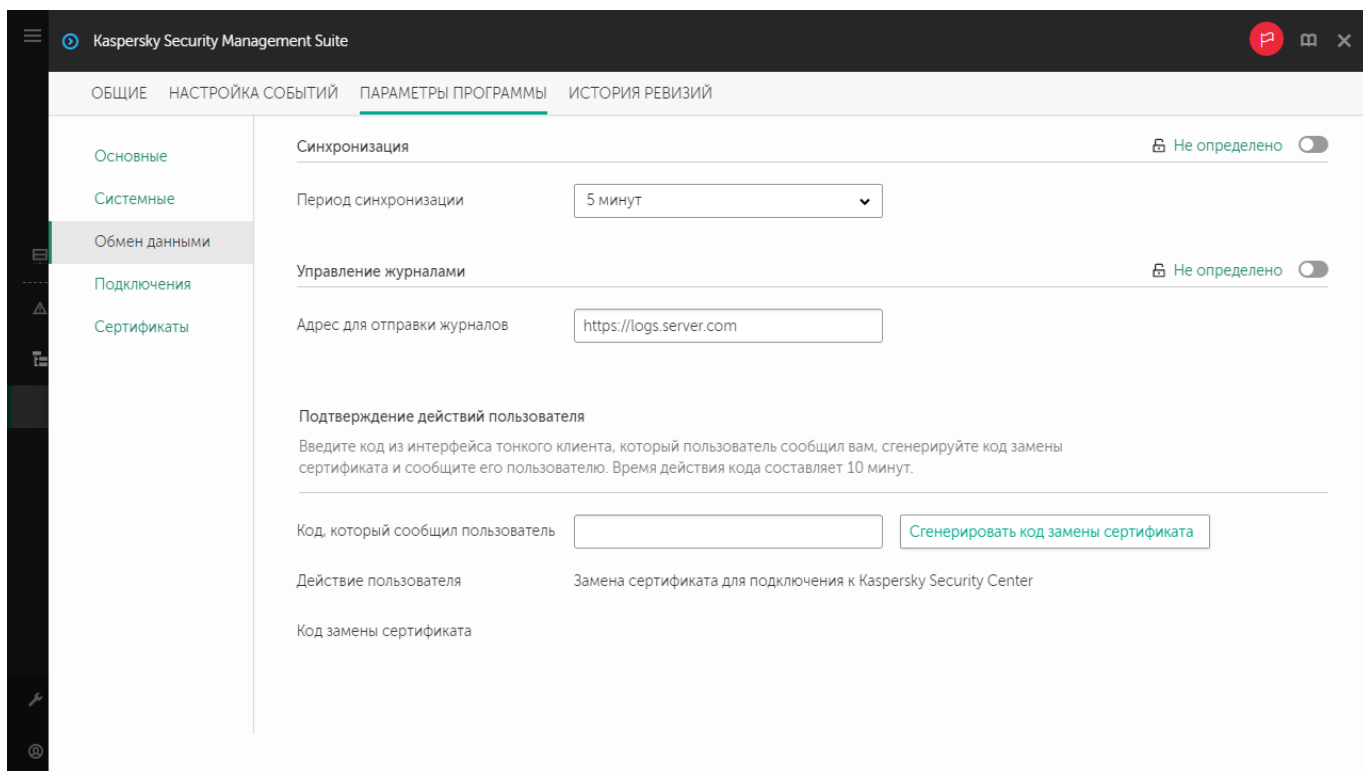 Kaspersky Security Management Suite
ОБЩИЕ НАСТРОЙКА СОБЫТИЙ ПАРАМЕТРЫ ПРОГРАММЫ ИСТОРИЯ РЕВИЗИЙ
Основные
Системные
Обмен данными
Подключения
Сертификаты
Синхронизация Не определено
Период синхронизации 5 минут
Управление журналами Не определено
Адрес для отправки журналов https://logs.server.com
Подтверждение действий пользователя
Введите код из интерфейса тонкого клиента, который пользователь сообщил вам, сгенерируйте код замены
сертификата и сообщите его пользователю. Время действия кода составляет 10 минут.
Код, который сообщил пользователь Сгенерировать код замены сертификата
Действие пользователя Замена сертификата для подключения к Kaspersky Security Center
Код замены сертификата